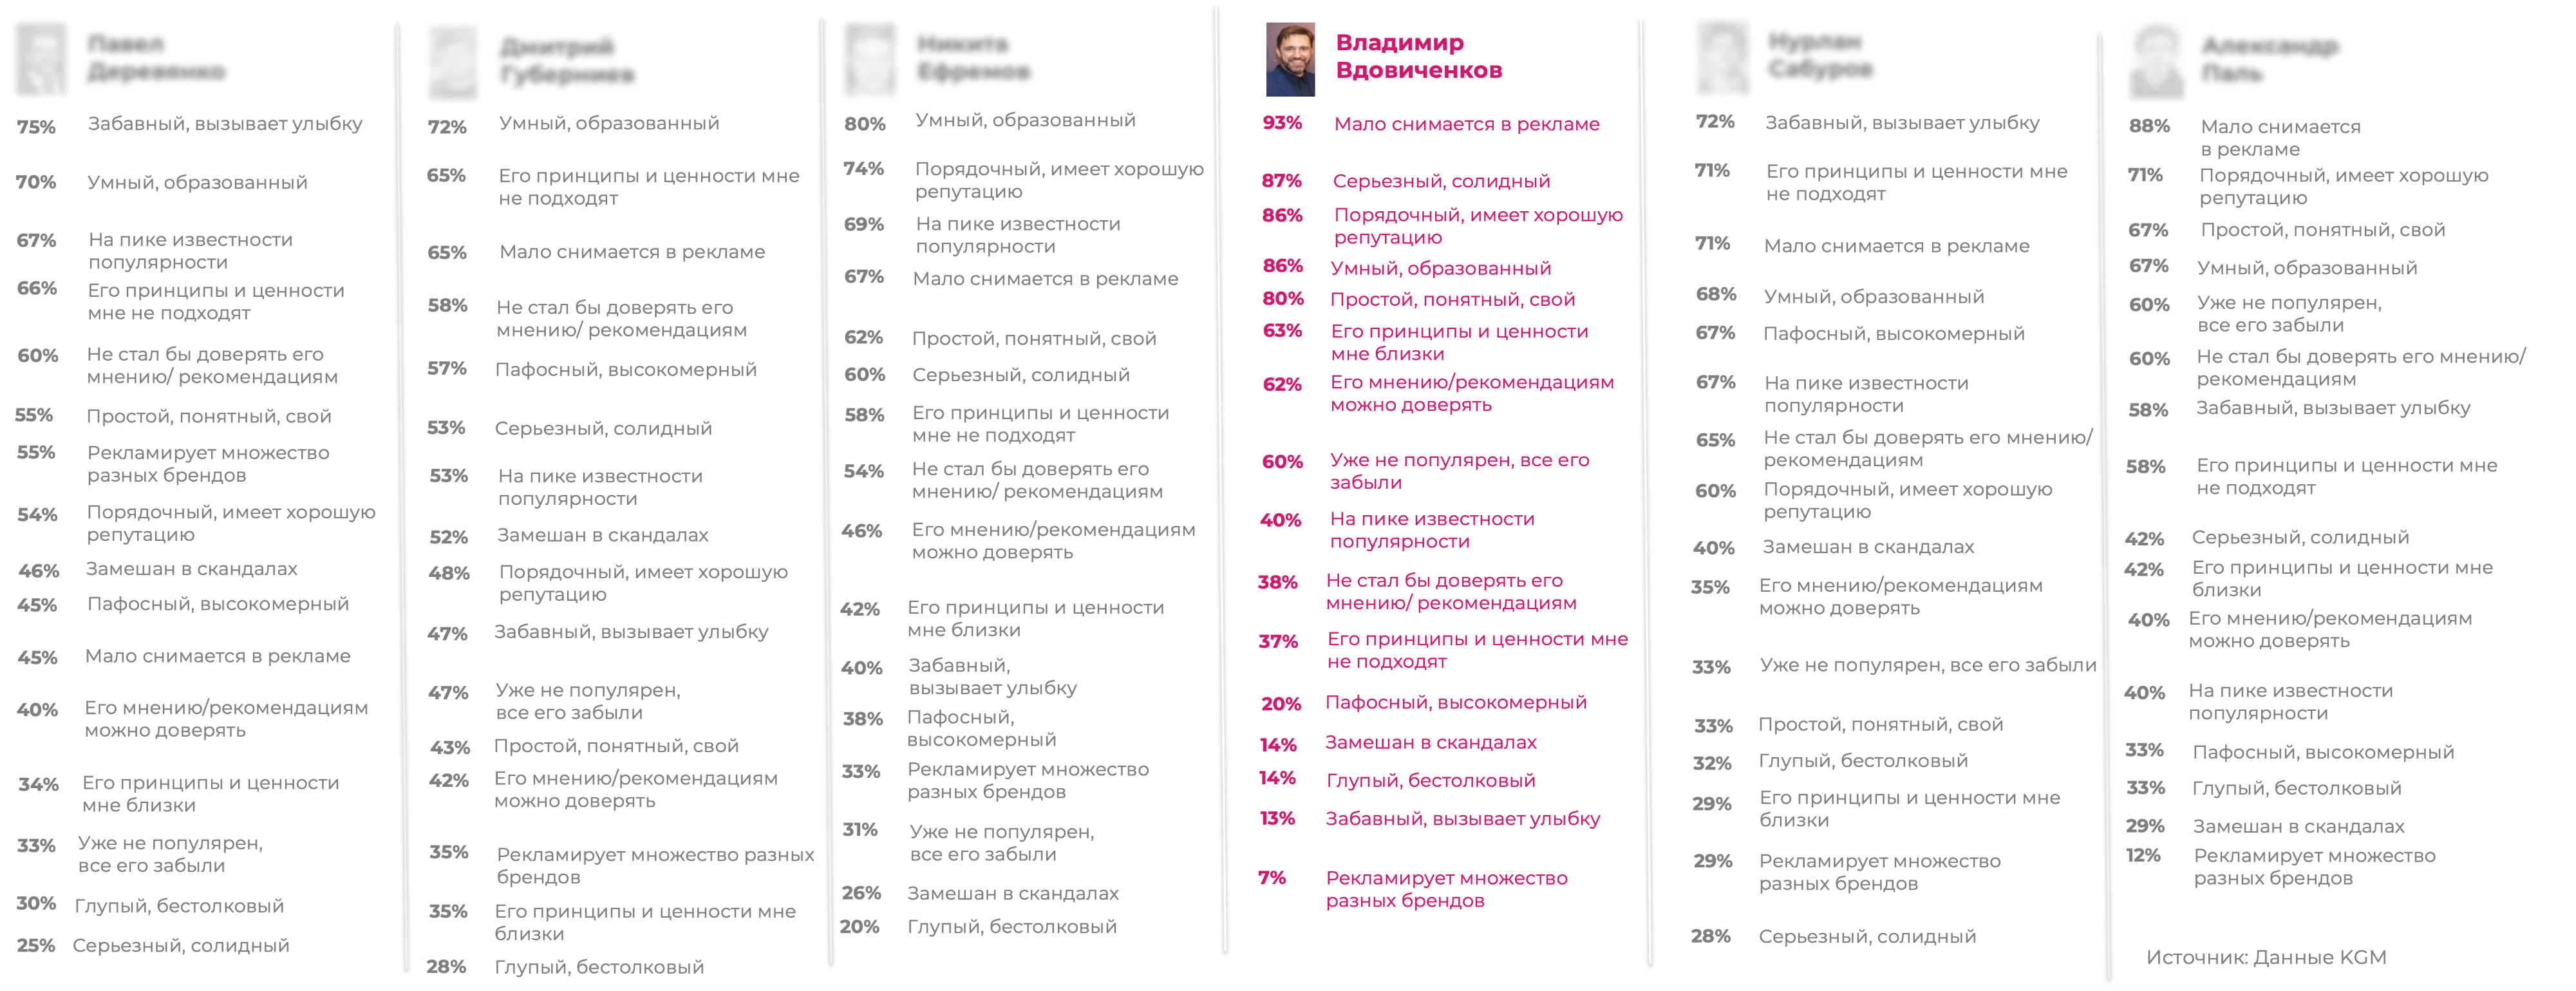 Павел
Деревянко
75% Забавный, вызывает улыбку
70% Умный, образованный
67% На пике известности
популярности
66% Его принципы и ценности
мне не подходят
60% Не стал бы доверять его
мнению/ рекомендациям
55% Простой, понятный, свой
55% Рекламирует множество
разных брендов
54% Порядочный, имеет хорошую
репутацию
46% Замешан в скандалах
45% Пафосный, высокомерный
45% Мало снимается в рекламе
40% Его мнению/рекомендациям
можно доверять
34% Его принципы и ценности
мне близки
33% Уже не популярен,
все его забыли
30% Глупый, бестолковый
25% Серьезный, солидный
Дмитрий
Губерниев
72% Умный, образованный
65% Его принципы и ценности мне
не подходят
65% Мало снимается в рекламе
58% Не стал бы доверять его
мнению/ рекомендациям
57% Пафосный, высокомерный
53% Серьезный, солидный
53% На пике известности
популярности
52% Замешан в скандалах
48% Порядочный, имеет хорошую
репутацию
47% Забавный, вызывает улыбку
47% Уже не популярен,
все его забыли
43% Простой, понятный, свой
42% Его мнению/рекомендациям
можно доверять
35% Рекламирует множество разных
брендов
35% Его принципы и ценности мне
близки
28% Глупый, бестолковый
Никита
Ефремов
80% Умный, образованный
74% Порядочный, имеет хорошую
репутацию
69% На пике известности
популярности
67% Мало снимается в рекламе
62% Простой, понятный, свой
60% Серьезный, солидный
58% Его принципы и ценности
мне не подходят
54% Не стал бы доверять его
мнению/ рекомендациям
46% Его мнению/рекомендациям
можно доверять
42% Его принципы и ценности
мне близки
40% Забавный,
вызывает улыбку
38% Пафосный,
высокомерный
33% Рекламирует множество
разных брендов
31% Уже не популярен,
все его забыли
26% Замешан в скандалах
20% Глупый, бестолковый
Владимир
Вдовиченков
93% Мало снимается в рекламе
87% Серьезный, солидный
86% Порядочный, имеет хорошую
репутацию
86% Умный, образованный
80% Простой, понятный, свой
63% Его принципы и ценности
мне близки
62% Его мнению/рекомендациям
можно доверять
60% Уже не популярен, все его
забыли
40% На пике известности
популярности
38% Не стал бы доверять его
мнению/ рекомендациям
37% Его принципы и ценности мне
не подходят
20% Пафосный, высокомерный
14% Замешан в скандалах
14% Глупый, бестолковый
13% Забавный, вызывает улыбку
7% Рекламирует множество
разных брендов
Нурлан
Сабуров
72% Забавный, вызывает улыбку
71% Его принципы и ценности мне
не подходят
71% Мало снимается в рекламе
68% Умный, образованный
67% Пафосный, высокомерный
67% На пике известности
популярности
65% Не стал бы доверять его мнению/
рекомендациям
60% Порядочный, имеет хорошую
репутацию
40% Замешан в скандалах
35% Его мнению/рекомендациям
можно доверять
33% Уже не популярен, все его забыли
33% Простой, понятный, свой
32% Глупый, бестолковый
29% Его принципы и ценности мне
близки
29% Рекламирует множество
разных брендов
28% Серьезный, солидный
Александр
Паль
88% Мало снимается
в рекламе
71% Порядочный, имеет хорошую
репутацию
67% Простой, понятный, свой
67% Умный, образованный
60% Уже не популярен,
все его забыли
60% Не стал бы доверять его мнению/
рекомендациям
58% Забавный, вызывает улыбку
58% Его принципы и ценности мне
не подходят
42% Серьезный, солидный
42% Его принципы и ценности мне
близки
40% Его мнению/рекомендациям
можно доверять
40% На пике известности
популярности
33% Пафосный, высокомерный
33% Глупый, бестолковый
29% Замешан в скандалах
12% Рекламирует множество
разных брендов
Источник: Данные KGM